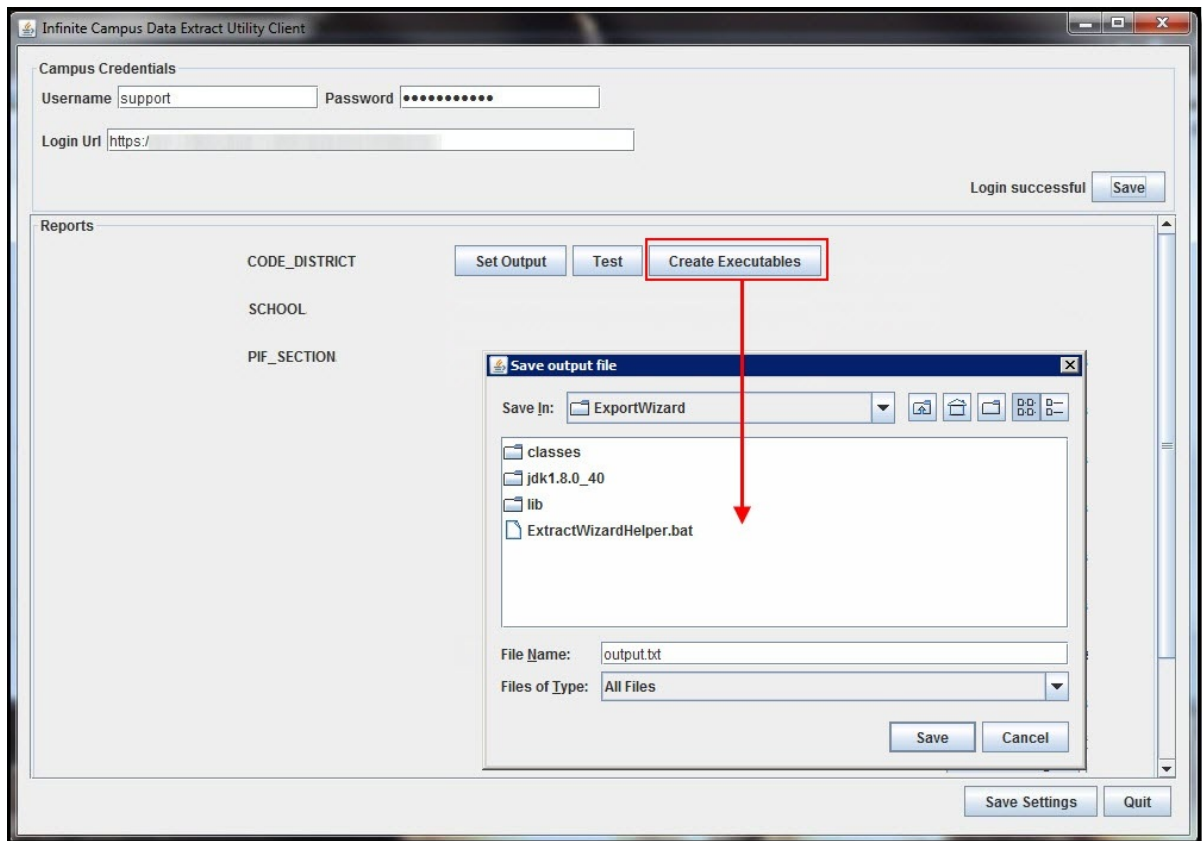 Infinite Campus Data Extract Utility Client
Campus Credentials
Username support Password •••••••••••
Login Url https:/
Login successful Save
Reports
CODE_DISTRICT Set Output Test Create Executables
SCHOOL
PIF_SECTION
Save output file
Save In: ExportWizard
classes
jdk1.8.0_40
lib
ExtractWizardHelper.bat
File Name: output.txt
Files of Type: All Files
Save Cancel
Save Settings Quit